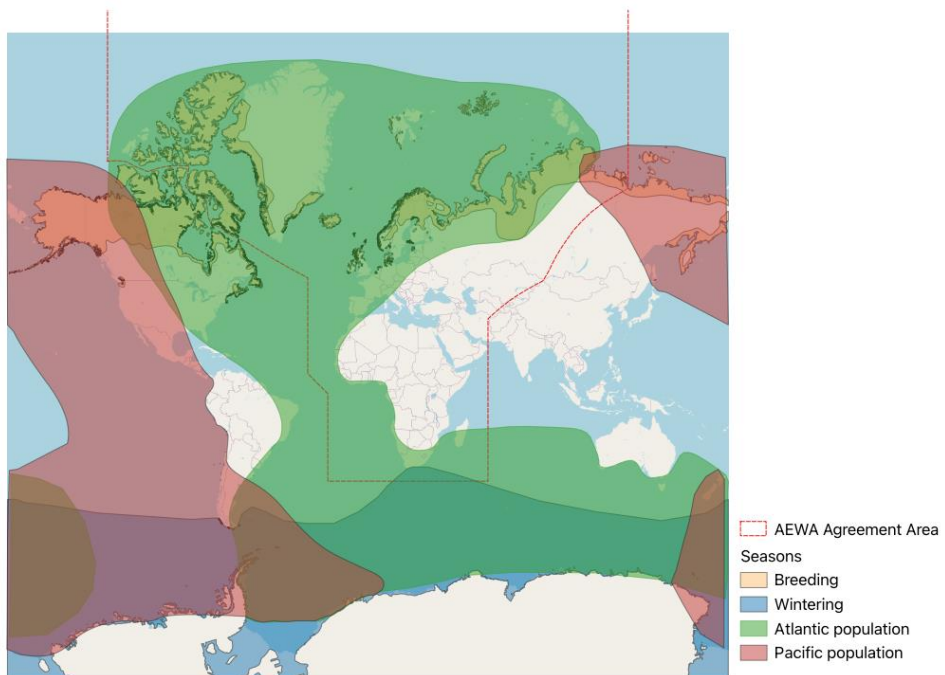 AEWA Agreement Area
Seasons
Breeding
Wintering
Atlantic population
Pacific population